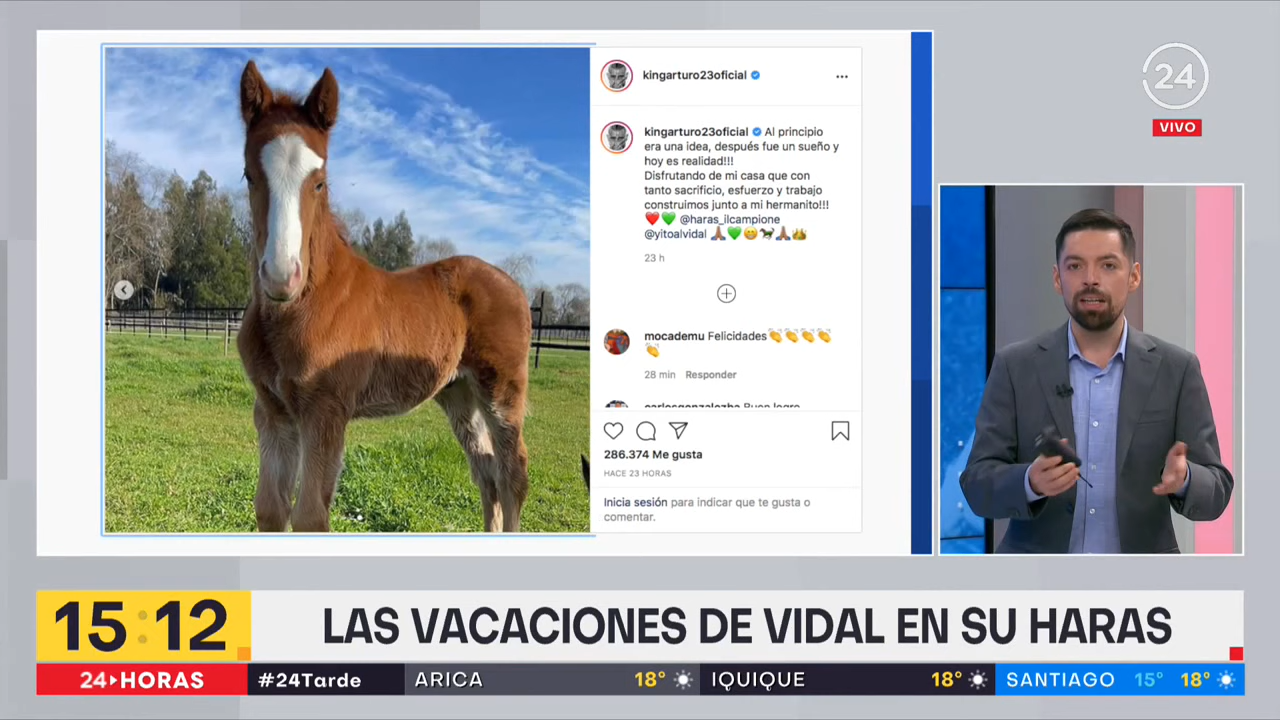 kingarturo23oficial
kingarturo23oficial Al principio
era una idea, después fue un sueño y
hoy es realidad!!!
Disfrutando de mi casa que con
tanto sacrificio, esfuerzo y trabajo
construimos junto a mi hermanito!!!
@haras_ilcampione
@yitoalvidal
23 h
mocademu Felicidades
28 min Responder
carlosgonzalezba Buen logro
286.374 Me gusta
HACE 23 HORAS
Inicia sesión para indicar que te gusta o
comentar.
24
VIVO
15:12
LAS VACACIONES DE VIDAL EN SU HARAS
24 HORAS
#24Tarde
ARICA 18°
IQUIQUE 18°
SANTIAGO 15° 18°